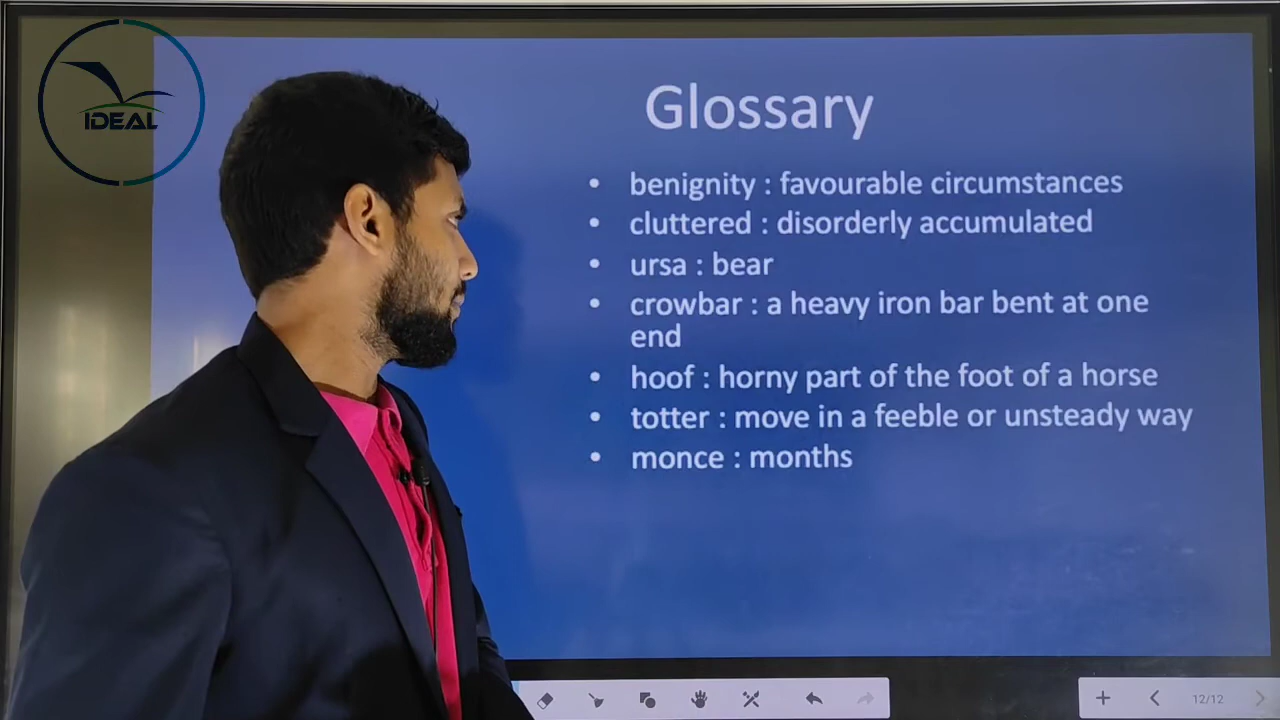 IDEAL
Glossary
• benignity : favourable circumstances
• cluttered : disorderly accumulated
• ursa : bear
• crowbar : a heavy iron bar bent at one
end
• hoof : horny part of the foot of a horse
• totter : move in a feeble or unsteady way
• monce : months
12/12